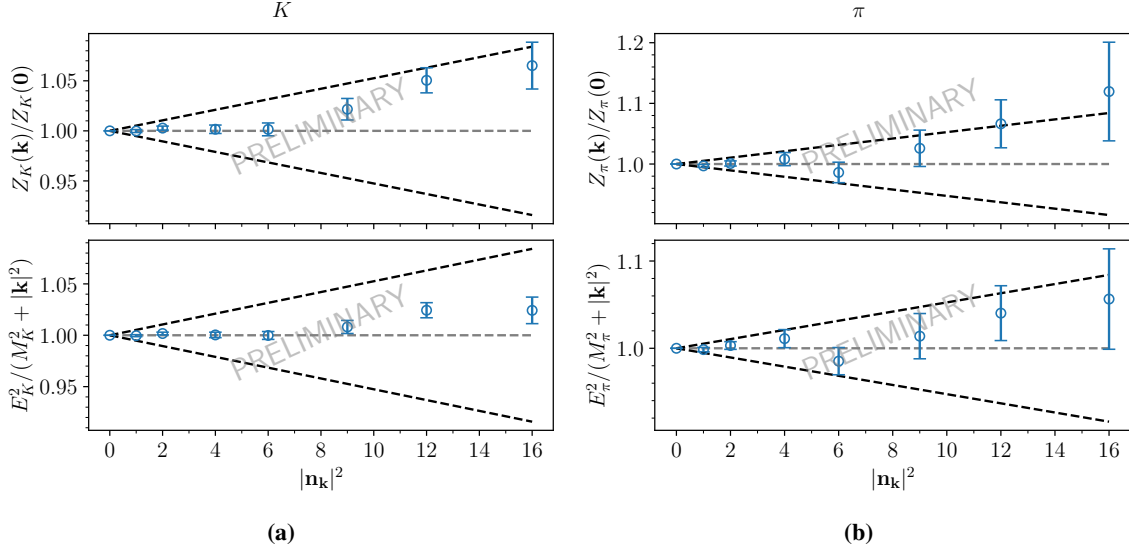 K
π
Z_K(𝐤)/Z_K(𝟎)
1.05
1.00
0.95
PRELIMINARY
Z_π(𝐤)/Z_π(𝟎)
1.2
1.1
1.0
PRELIMINARY
E_K^2/(M_K^2 + |𝐤|^2)
1.05
1.00
0.95
PRELIMINARY
0 2 4 6 8 10 12 14 16
|𝐧_𝐤|^2
E_π^2/(M_π^2 + |𝐤|^2)
1.1
1.0
PRELIMINARY
0 2 4 6 8 10 12 14 16
|𝐧_𝐤|^2
(a)
(b)